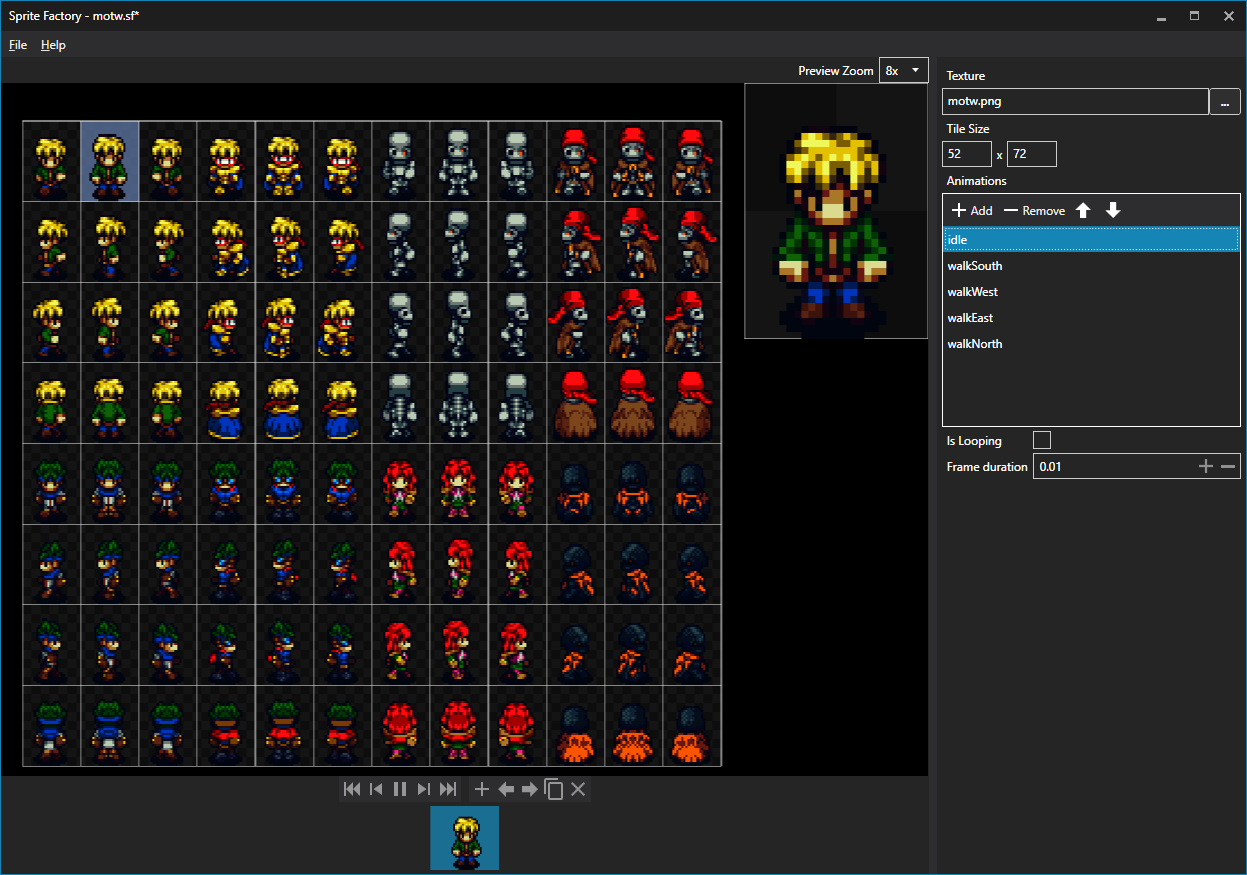 Sprite Factory - motw.sf*
File Help
Preview Zoom 8x
Texture
motw.png ...
Tile Size
52 x 72
Animations
Add Remove
idle
walkSouth
walkWest
walkEast
walkNorth
Is Looping
Frame duration 0.01